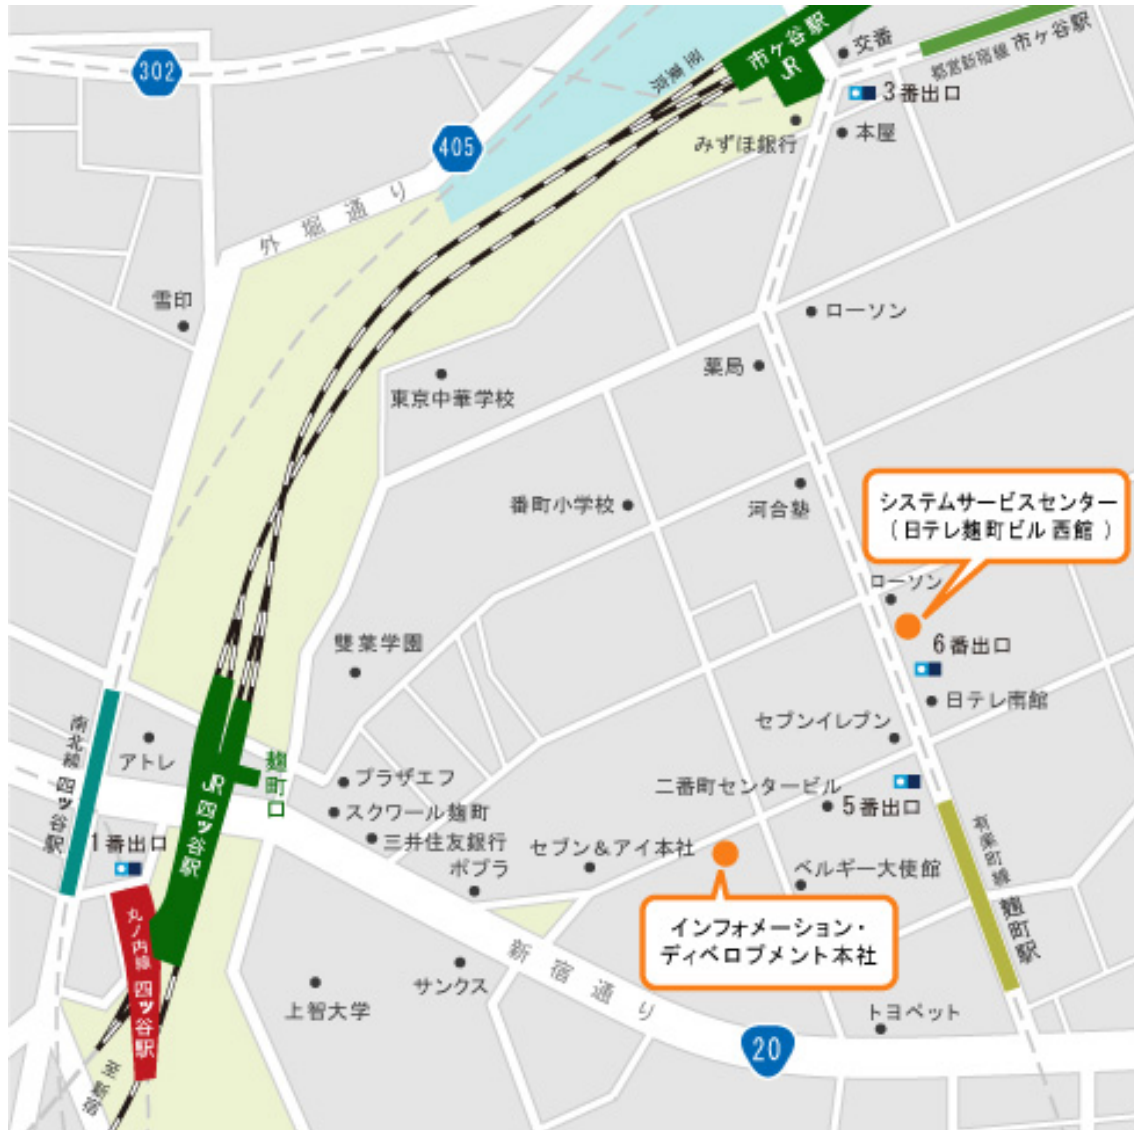 市ヶ谷駅
JR
交番
都営新宿線 市ヶ谷駅
302
至東京
3番出口
みずほ銀行
本屋
405
外堀通り
雪印
ローソン
薬局
東京中華学校
番町小学校
河合塾
システムサービスセンター
(日テレ麹町ビル 西館 )
ローソン
双葉学園
6番出口
日テレ南館
南北線 四ッ谷駅
アトレ
麹町口
セブンイレブン
プラザエフ
二番町センタービル
JR 四ッ谷駅
スクワール麹町
5番出口
1番出口
三井住友銀行
セブン&アイ本社
ポプラ
ベルギー大使館
有楽町線 麹町駅
丸ノ内線 四ッ谷駅
インフォメーション・
ディベロプメント本社
新宿通り
サンクス
上智大学
トヨペット
20
至新宿